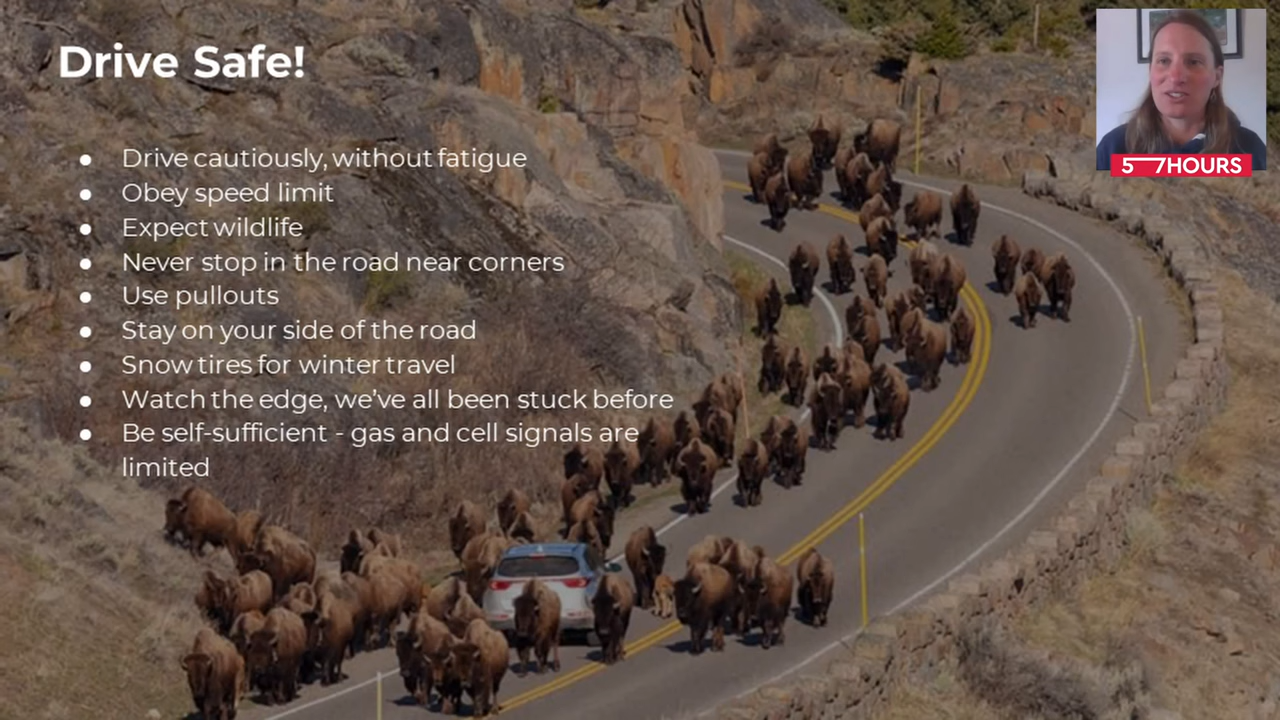 Drive Safe!
● Drive cautiously, without fatigue
● Obey speed limit
● Expect wildlife
● Never stop in the road near corners
● Use pullouts
● Stay on your side of the road
● Snow tires for winter travel
● Watch the edge, we've all been stuck before
● Be self-sufficient - gas and cell signals are
limited
57HOURS